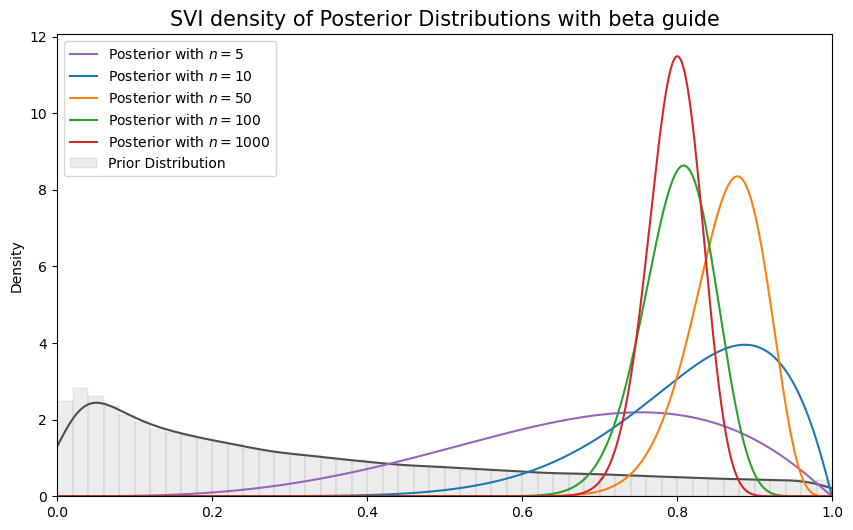 SVI density of Posterior Distributions with beta guide
Posterior with n = 5
Posterior with n = 10
Posterior with n = 50
Posterior with n = 100
Posterior with n = 1000
Prior Distribution
Density
12
10
8
6
4
2
0
0.0 0.2 0.4 0.6 0.8 1.0